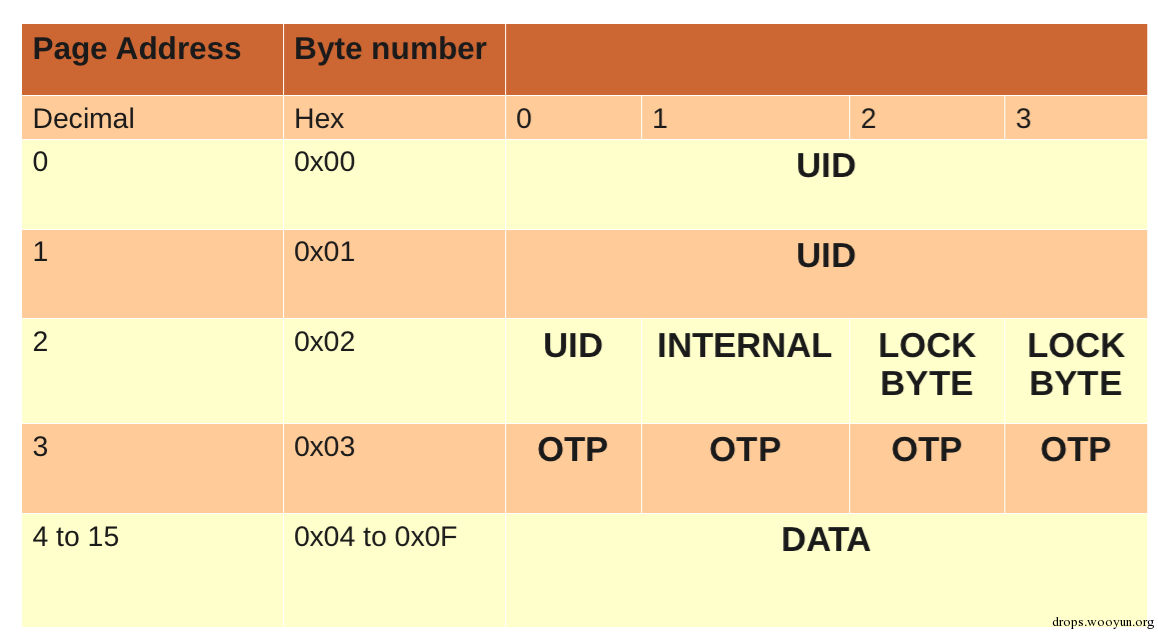 Page Address Byte number
Decimal Hex 0 1 2 3
0 0x00 UID
1 0x01 UID
2 0x02 UID INTERNAL LOCK BYTE LOCK BYTE
3 0x03 OTP OTP OTP OTP
4 to 15 0x04 to 0x0F DATA
drops.wooyun.org